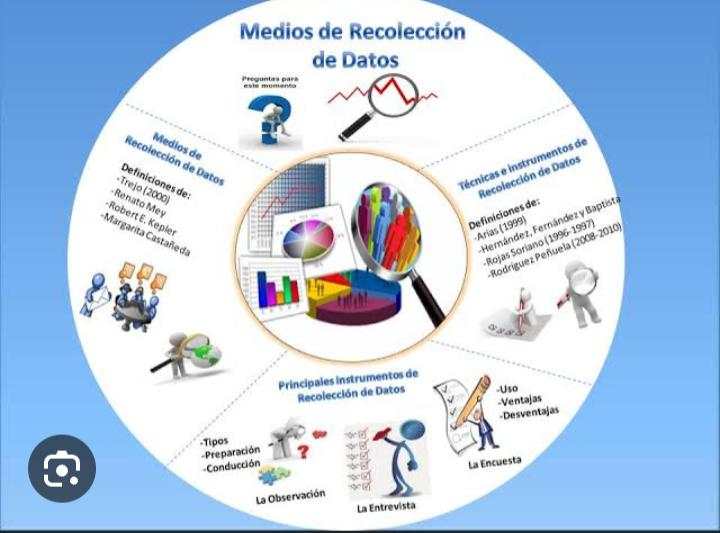 Medios de Recolección
de Datos
Preguntas para
este momento
Medios de
Recolección de Datos
Definiciones de:
-Trejo (2000)
-Renato Mey
-Robert E. Kepler
-Margarita Castañeda
Técnicas e instrumentos de
Recolección de Datos
Definiciones de:
-Arias (1999)
-Hernández, Fernández y Baptista
-Rojas Soriano (1996-1997)
-Rodriguez Peñuela (2008-2010)
Principales instrumentos de
Recolección de Datos
-Tipos
-Preparación
-Conducción
La Observación
La Entrevista
-Uso
-Ventajas
-Desventajas
La Encuesta